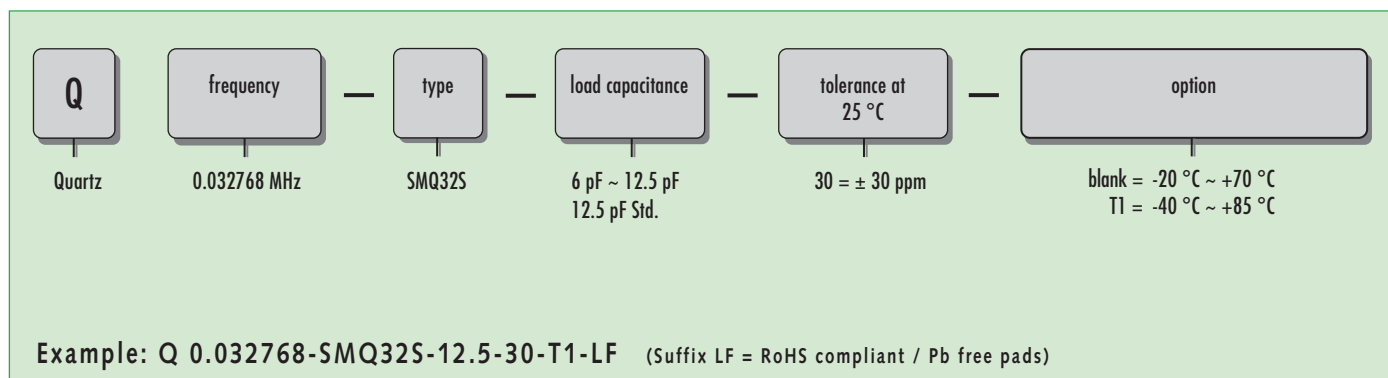 Q
frequency — type — load capacitance — tolerance at 25 °C — option
Quartz
0.032768 MHz
SMQ32S
6 pF ~ 12.5 pF
12.5 pF Std.
30 = ± 30 ppm
blank = -20 °C ~ +70 °C
T1 = -40 °C ~ +85 °C
Example: Q 0.032768-SMQ32S-12.5-30-T1-LF (Suffix LF = RoHS compliant / Pb free pads)